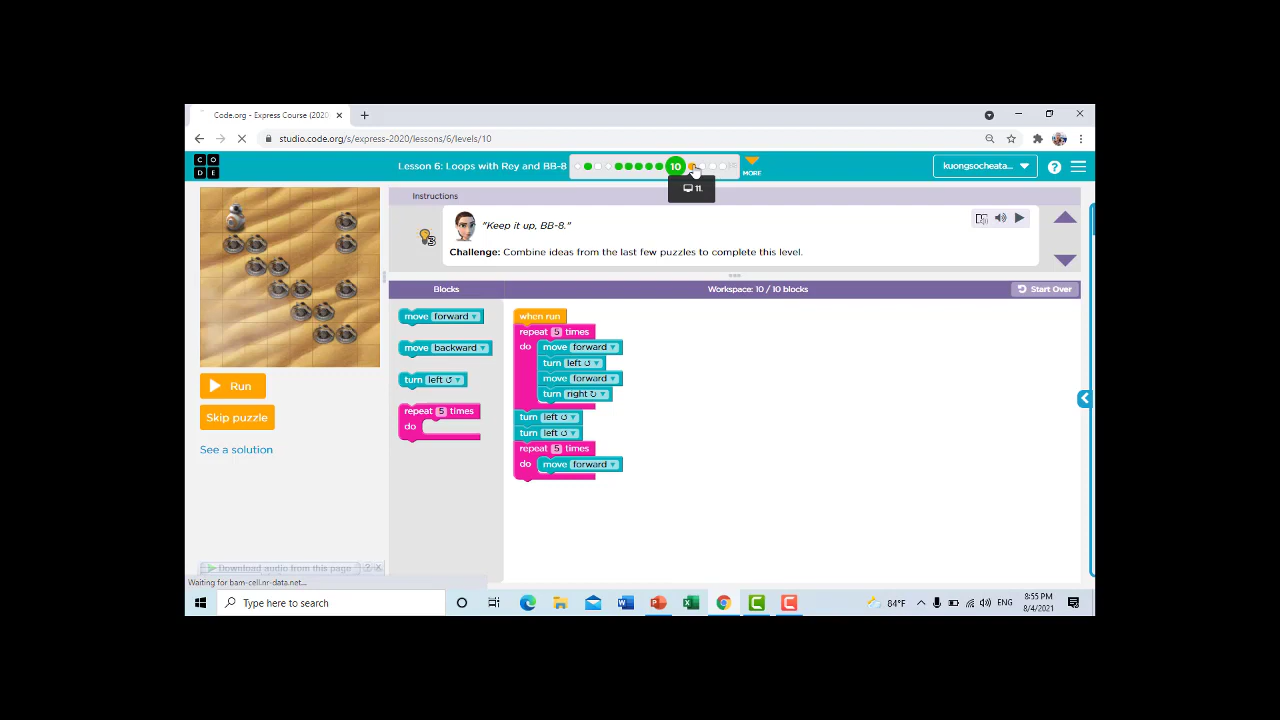 Code.org - Express Course (2020
studio.code.org/s/express-2020/lessons/6/levels/10
C O
D E
Lesson 6: Loops with Rey and BB-8
10
MORE
kuongsocheata...
11.
Instructions
"Keep it up, BB-8."
Challenge: Combine ideas from the last few puzzles to complete this level.
Blocks
Workspace: 10 / 10 blocks
Start Over
move forward
move backward
turn left
repeat 5 times
do
when run
repeat 5 times
do move forward
turn left
move forward
turn right
turn left
turn left
repeat 5 times
do move forward
Run
Skip puzzle
See a solution
Download audio from this page
Waiting for bam-cell.nr-data.net...
Type here to search
84°F
ENG
8:55 PM
8/4/2021